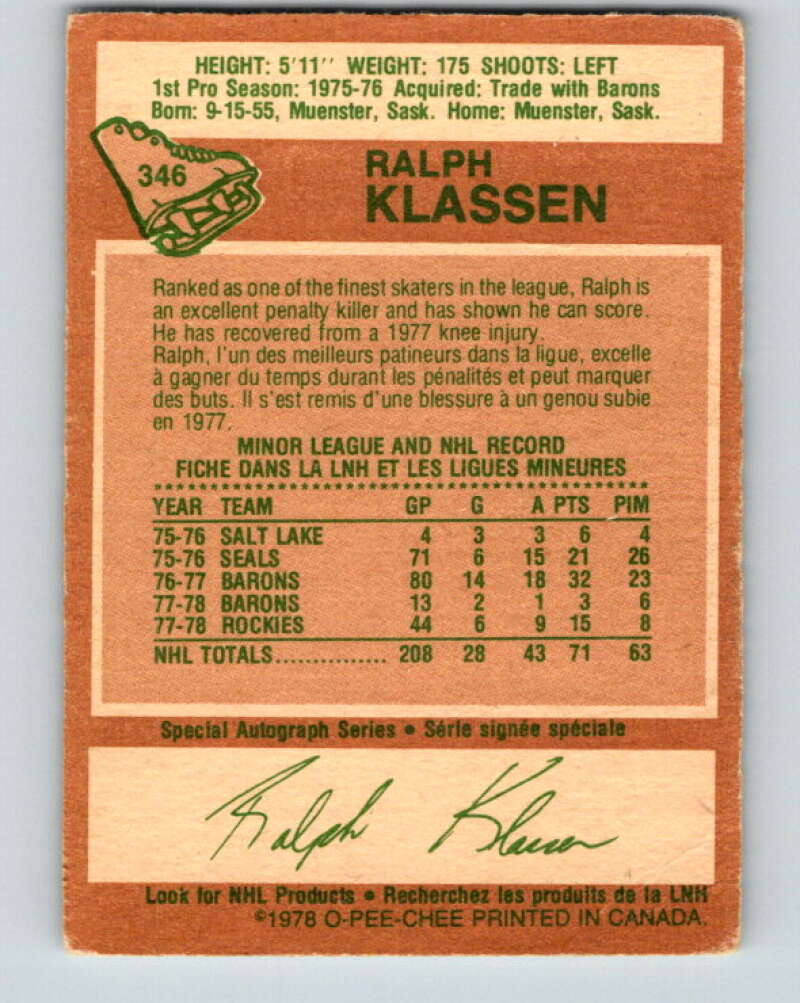 HEIGHT: 5'11'' WEIGHT: 175 SHOOTS: LEFT
1st Pro Season: 1975-76 Acquired: Trade with Barons
Born: 9-15-55, Muenster, Sask. Home: Muenster, Sask.
346
RALPH
KLASSEN
Ranked as one of the finest skaters in the league, Ralph is
an excellent penalty killer and has shown he can score.
He has recovered from a 1977 knee injury.
Ralph, l'un des meilleurs patineurs dans la ligue, excelle
à gagner du temps durant les pénalités et peut marquer
des buts. Il s'est remis d'une blessure à un genou subie
en 1977.
MINOR LEAGUE AND NHL RECORD
FICHE DANS LA LNH ET LES LIGUES MINEURES
YEAR TEAM GP G A PTS PIM
75-76 SALT LAKE 4 3 3 6 4
75-76 SEALS 71 6 15 21 26
76-77 BARONS 80 14 18 32 23
77-78 BARONS 13 2 1 3 6
77-78 ROCKIES 44 6 9 15 8
NHL TOTALS................ 208 28 43 71 63
Special Autograph Series • Série signée spéciale
Ralph Klassen
Look for NHL Products • Recherchez les produits de la LNH
©1978 O-PEE-CHEE PRINTED IN CANADA.